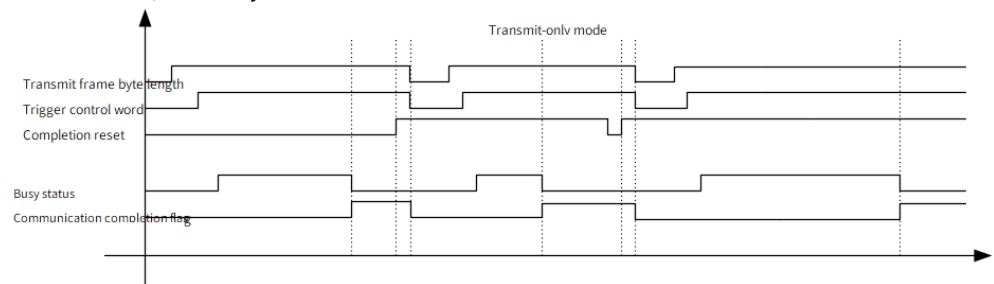 Transmit-only mode
Transmit frame byte length
Trigger control word
Completion reset
Busy status
Communication completion flag